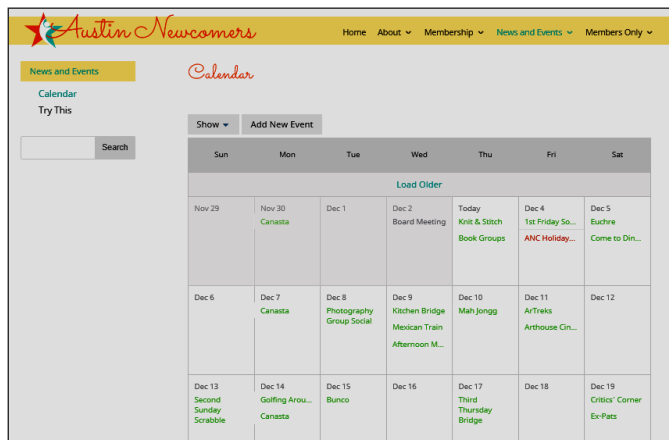 Austin Newcomers
Home About Membership News and Events Members Only
News and Events
Calendar
Try This
Search
Calendar
Show Add New Event
Sun Mon Tue Wed Thu Fri Sat
Load Older
Nov 29 Nov 30 Dec 1 Dec 2 Today Dec 4 Dec 5
Canasta Board Meeting Knit & Stitch 1st Friday So... Euchre
Book Groups ANC Holiday... Come to Din...
Dec 6 Dec 7 Dec 8 Dec 9 Dec 10 Dec 11 Dec 12
Canasta Photography Kitchen Bridge Mah Jongg ArTreks
Group Social Mexican Train Arthouse Cin...
Afternoon M...
Dec 13 Dec 14 Dec 15 Dec 16 Dec 17 Dec 18 Dec 19
Second Golfing Arou... Bunco Third Critics' Corner
Sunday Canasta Thursday Ex-Pats
Scrabble Bridge